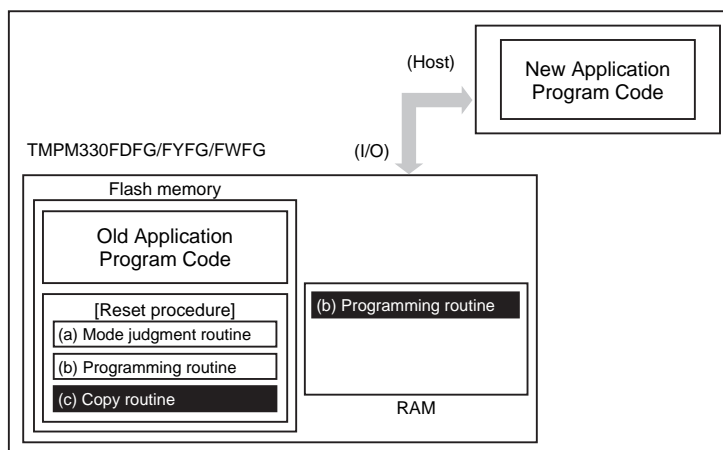 (Host)
New Application
Program Code
TMPM330FDFG/FYFG/FWFG
(I/O)
Flash memory
Old Application
Program Code
[Reset procedure]
(a) Mode judgment routine
(b) Programming routine
(c) Copy routine
(b) Programming routine
RAM